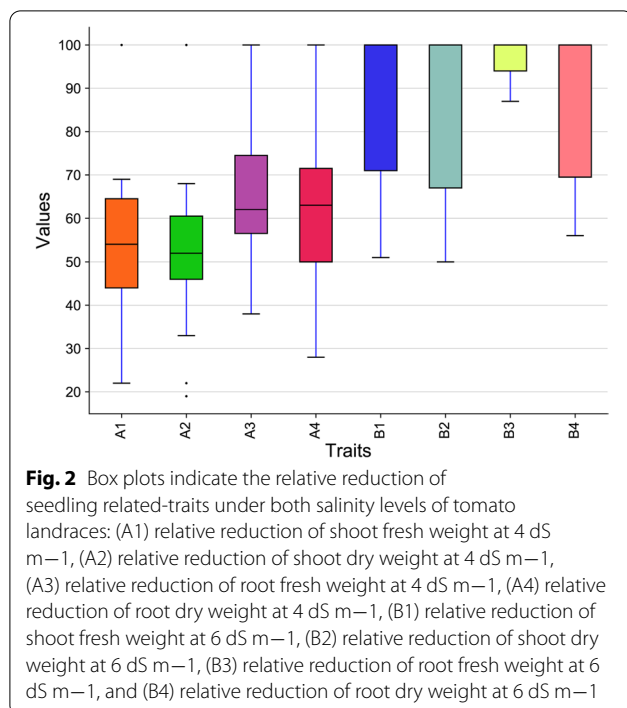 100
90
80
70
60
50
40
30
20
Values
A1
A2
A3
A4
B1
B2
B3
B4
Traits
Fig. 2 Box plots indicate the relative reduction of
seedling related-traits under both salinity levels of tomato
landraces: (A1) relative reduction of shoot fresh weight at 4 dS
m−1, (A2) relative reduction of shoot dry weight at 4 dS m−1,
(A3) relative reduction of root fresh weight at 4 dS m−1, (A4) relative
reduction of root dry weight at 4 dS m−1, (B1) relative reduction of
shoot fresh weight at 6 dS m−1, (B2) relative reduction of shoot dry
weight at 6 dS m−1, (B3) relative reduction of root fresh weight at 6
dS m−1, and (B4) relative reduction of root dry weight at 6 dS m−1